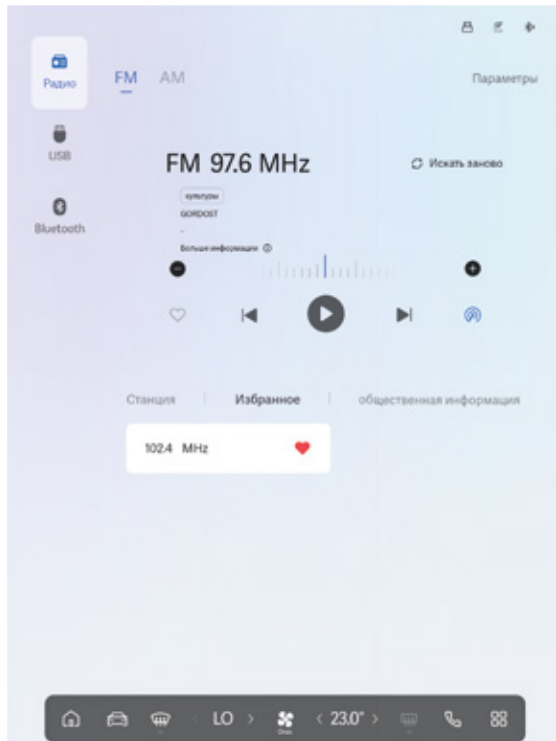 Радио
FM AM
Параметры
USB
FM 97.6 MHz
Искать заново
культуры
GORDOST
-
Больше информации
Bluetooth
Станция Избранное общественная информация
102.4 MHz
LO 23.0°